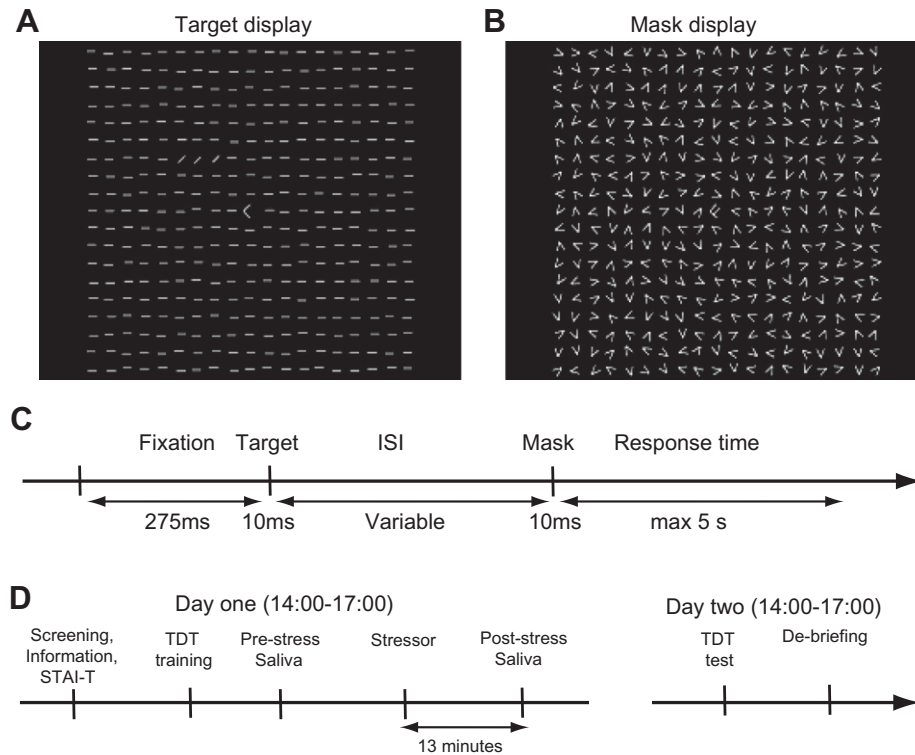 A Target display
B Mask display
C
Fixation Target ISI Mask Response time
275ms 10ms Variable 10ms max 5 s
D
Day one (14:00-17:00)
Screening,
Information,
STAI-T
TDT
training
Pre-stress
Saliva
Stressor
Post-stress
Saliva
13 minutes
Day two (14:00-17:00)
TDT
test
De-briefing